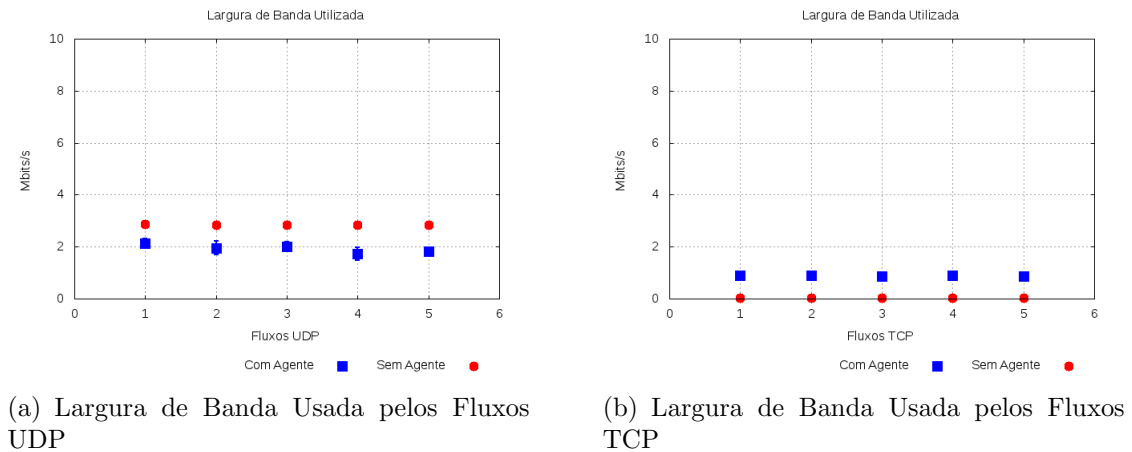 Largura de Banda Utilizada
10
8
6
4
2
0
Mbits/s
0 1 2 3 4 5 6
Fluxos UDP
Com Agente Sem Agente
(a) Largura de Banda Usada pelos Fluxos
UDP
Largura de Banda Utilizada
10
8
6
4
2
0
Mbits/s
0 1 2 3 4 5 6
Fluxos TCP
Com Agente Sem Agente
(b) Largura de Banda Usada pelos Fluxos
TCP